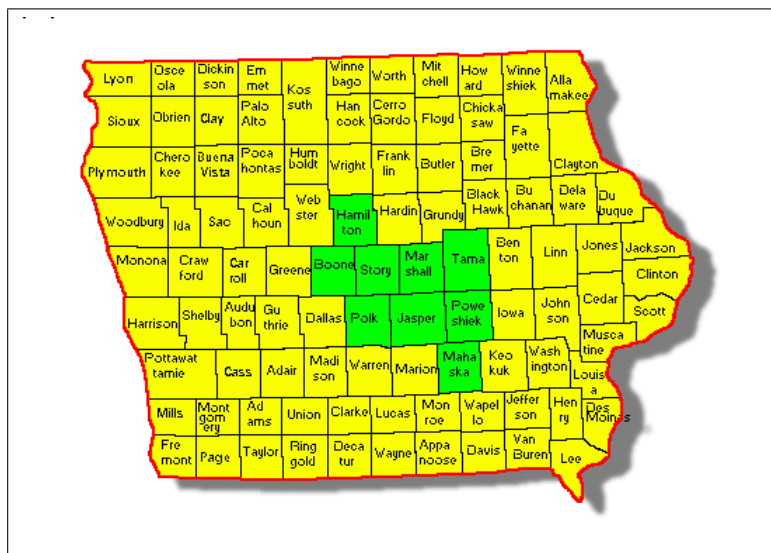 Lyon
Osce
ola
Dickin
son
Em
met
Kos
suth
Winne
bago
Worth
Mit
chell
How
ard
Winne
shiek
Alla
makee
Sioux
Obrien
Clay
Palo
Alto
Han
cock
Cerro
Gordo
Floyd
Chicka
saw
Fa
yette
Clayton
Plymouth
Chero
kee
Buena
Vista
Poca
hontas
Hum
boldt
Wright
Frank
lin
Butler
Bre
mer
Woodbury
Ida
Sac
Cal
houn
Web
ster
Hamil
ton
Hardin
Grundy
Black
Hawk
Bu
chanan
Dela
ware
Du
buque
Monona
Craw
ford
Car
roll
Greene
Boone
Story
Mar
shall
Tama
Ben
ton
Linn
Jones
Jackson
Clinton
Harrison
Shelby
Audu
bon
Gu
thrie
Dallas
Polk
Jasper
Powe
shiek
Iowa
John
son
Cedar
Scott
Musca
tine
Pottawat
tamie
Cass
Adair
Madi
son
Warren
Marion
Maha
ska
Keo
kuk
Wash
ington
Louis
a
Mills
Mont
gom
ery
Ad
ams
Union
Clarke
Lucas
Mon
roe
Wapel
lo
Jeffer
son
Hen
ry
Des
Moines
Fre
mont
Page
Taylor
Ring
gold
Deca
tur
Wayne
Appa
noose
Davis
Van
Buren
Lee